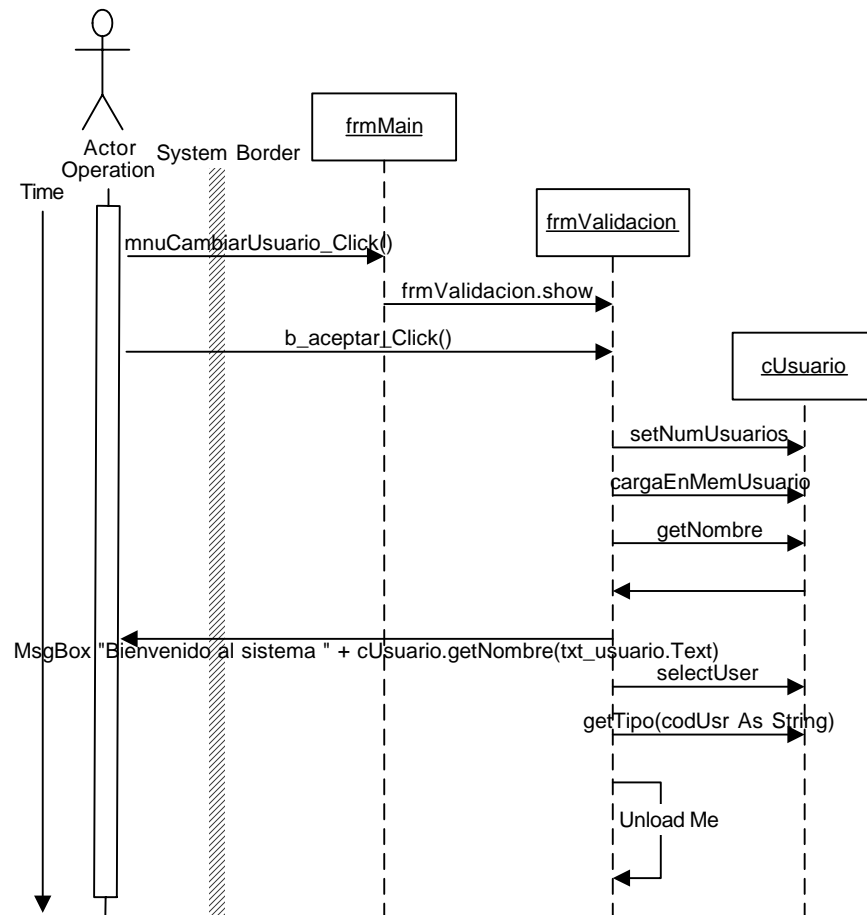 frmMain
Actor
Operation
System Border
Time
frmValidacion
mnuCambiarUsuario_Click()
frmValidacion.show
b_aceptar_Click()
cUsuario
setNumUsuarios
cargaEnMemUsuario
getNombre
MsgBox "Bienvenido al sistema " + cUsuario.getNombre(txt_usuario.Text)
selectUser
getTipo(codUsr As String)
Unload Me